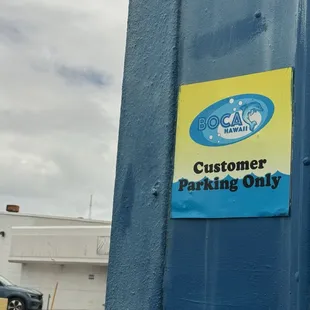 BOCA
HAWAII
Customer
Parking Only